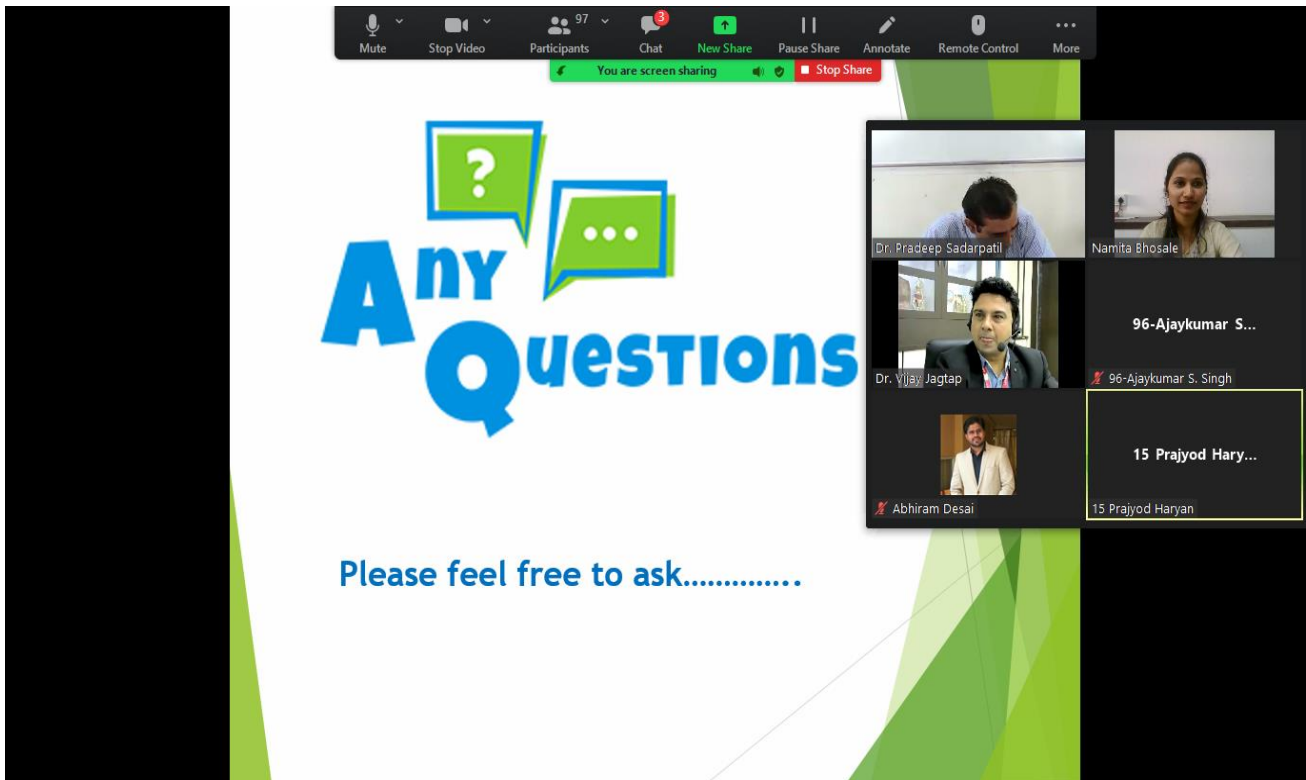 97
3
Mute Stop Video Participants Chat New Share Pause Share Annotate Remote Control More
You are screen sharing Stop Share
?
Any
Questions
Please feel free to ask.............
Dr. Pradeep Sadarpatil
Namita Bhosale
Dr. Vijay Jagtap
96-Ajaykumar S...
96-Ajaykumar S. Singh
Abhiram Desai
15 Prajyod Hary...
15 Prajyod Haryan